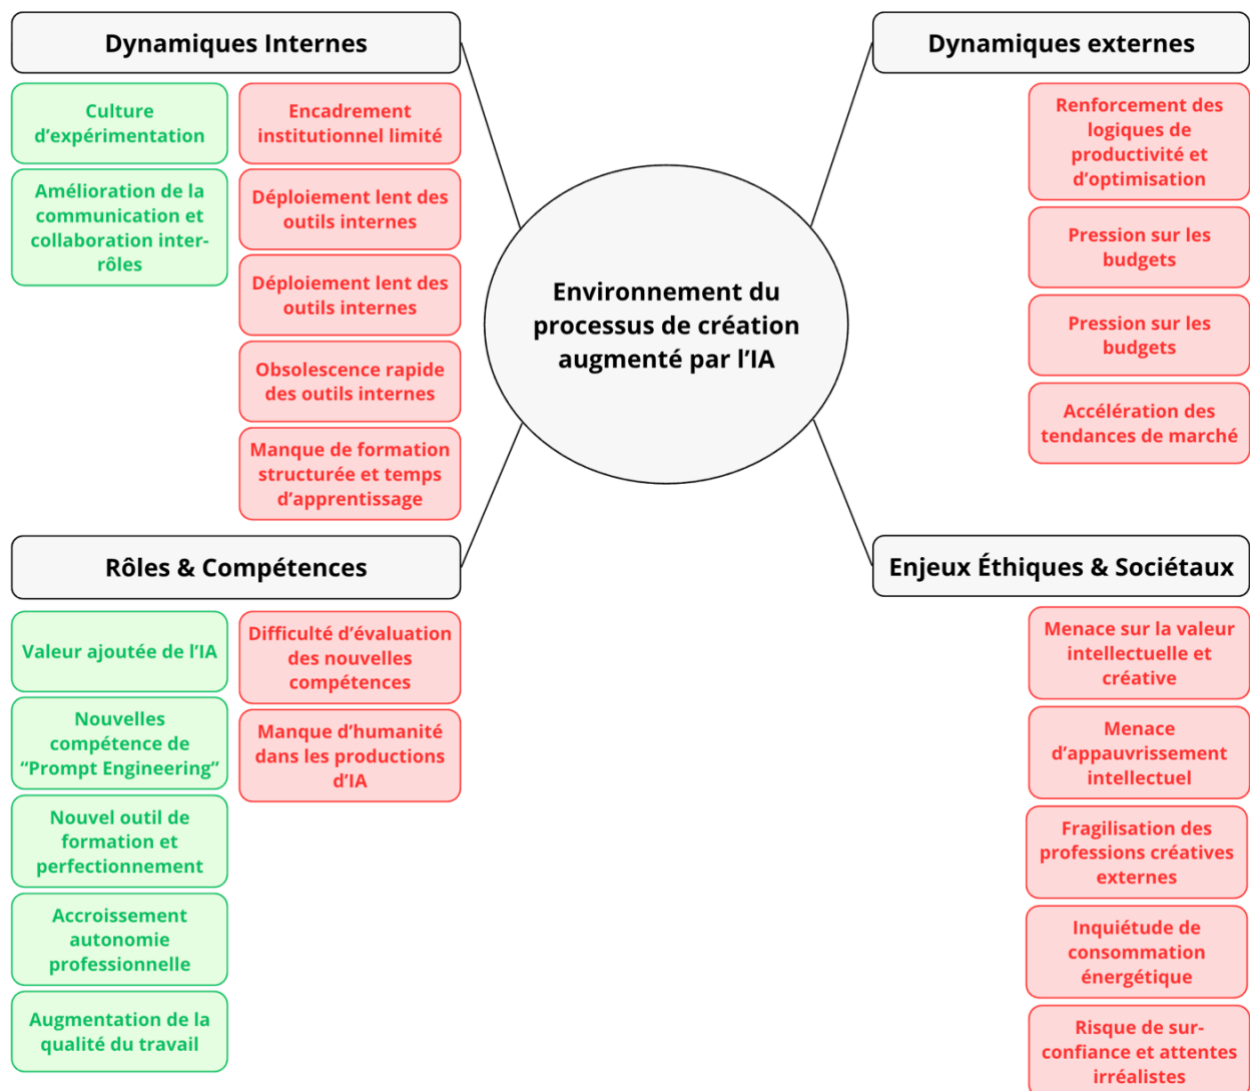 Dynamiques Internes
Culture
d’expérimentation
Amélioration de la
communication et
collaboration inter-
rôles
Encadrement
institutionnel limité
Déploiement lent des
outils internes
Déploiement lent des
outils internes
Obsolescence rapide
des outils internes
Manque de formation
structurée et temps
d’apprentissage
Environnement du
processus de création
augmenté par l’IA
Dynamiques externes
Renforcement des
logiques de
productivité et
d’optimisation
Pression sur les
budgets
Pression sur les
budgets
Accélération des
tendances de marché
Rôles & Compétences
Valeur ajoutée de l’IA
Nouvelles
compétence de
“Prompt Engineering”
Nouvel outil de
formation et
perfectionnement
Accroissement
autonomie
professionnelle
Augmentation de la
qualité du travail
Difficulté d’évaluation
des nouvelles
compétences
Manque d’humanité
dans les productions
d’IA
Enjeux Éthiques & Sociétaux
Menace sur la valeur
intellectuelle et
créative
Menace
d’appauvrissement
intellectuel
Fragilisation des
professions créatives
externes
Inquiétude de
consommation
énergétique
Risque de sur-
confiance et attentes
irréalistes